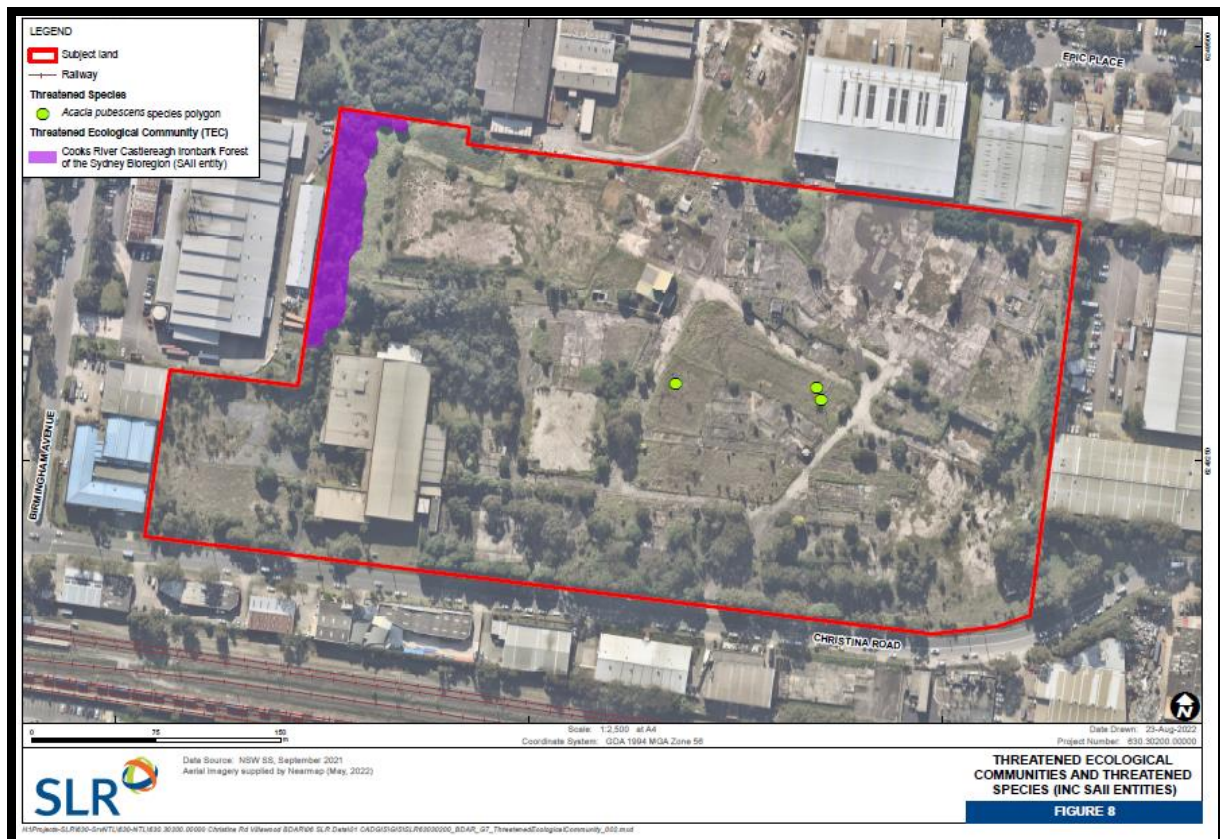 LEGEND
Subject land
Railway
Threatened Species
Acacia pubescens species polygon
Threatened Ecological Community (TEC)
Cooks River Castlereagh Ironbark Forest
of the Sydney Bioregion (SAII entity)
EPIC PLACE
BIRMINGHAM AVENUE
CHRISTINA ROAD
6249500
6249250
N
0 75 150
m
Scale: 1:2,500 at A4
Coordinate System: GDA 1994 MGA Zone 56
Date Drawn: 23-Aug-2022
Project Number: 630.30200.00000
Data Source: NSW SS, September 2021
Aerial imagery supplied by Nearmap (May, 2022)
SLR
THREATENED ECOLOGICAL
COMMUNITIES AND THREATENED
SPECIES (INC SAII ENTITIES)
FIGURE 8